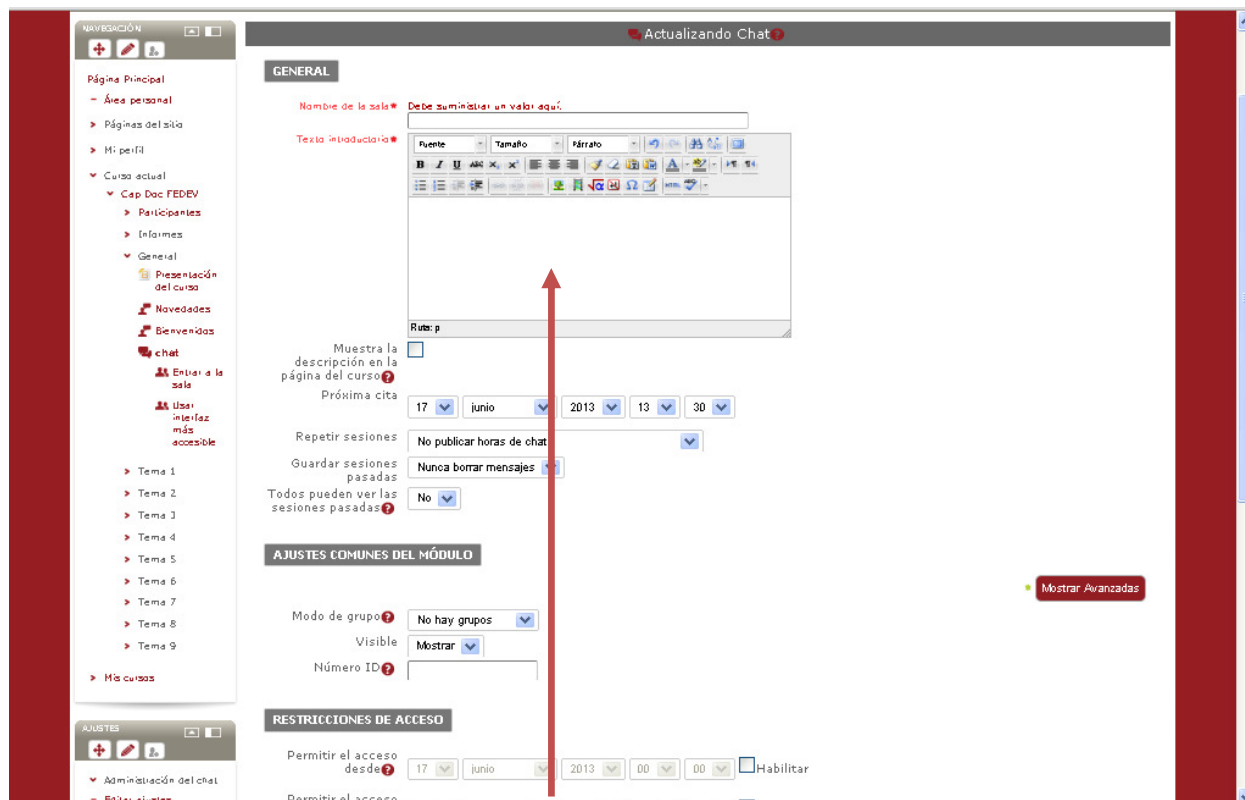 NAVEGACIÓN
Página Principal
Área personal
Páginas del sitio
Mi perfil
Curso actual
Cap Doc FEDEV
Participantes
Informes
General
Presentación
del curso
Novedades
Bienvenidos
chat
Entrar a la
sala
Usar
interfaz
más
accesible
Tema 1
Tema 2
Tema 3
Tema 4
Tema 5
Tema 6
Tema 7
Tema 8
Tema 9
Mis cursos
AJUSTES
Administración del chat
Editar ajustes
Actualizando Chat
GENERAL
Nombre de la sala* Debe suministrar un valor aquí.
Texto introductorio*
Fuente Tamaño Párrafo
B I U ABC x₂ x²
HTML
Ruta: p
Muestra la
descripción en la
página del curso
Próxima cita 17 junio 2013 13 30
Repetir sesiones No publicar horas de chat
Guardar sesiones
pasadas Nunca borrar mensajes
Todos pueden ver las
sesiones pasadas No
AJUSTES COMUNES DEL MÓDULO
Mostrar Avanzadas
Modo de grupo No hay grupos
Visible Mostrar
Número ID
RESTRICCIONES DE ACCESO
Permitir el acceso
desde 17 junio 2013 00 00 Habilitar
Permitir el acceso